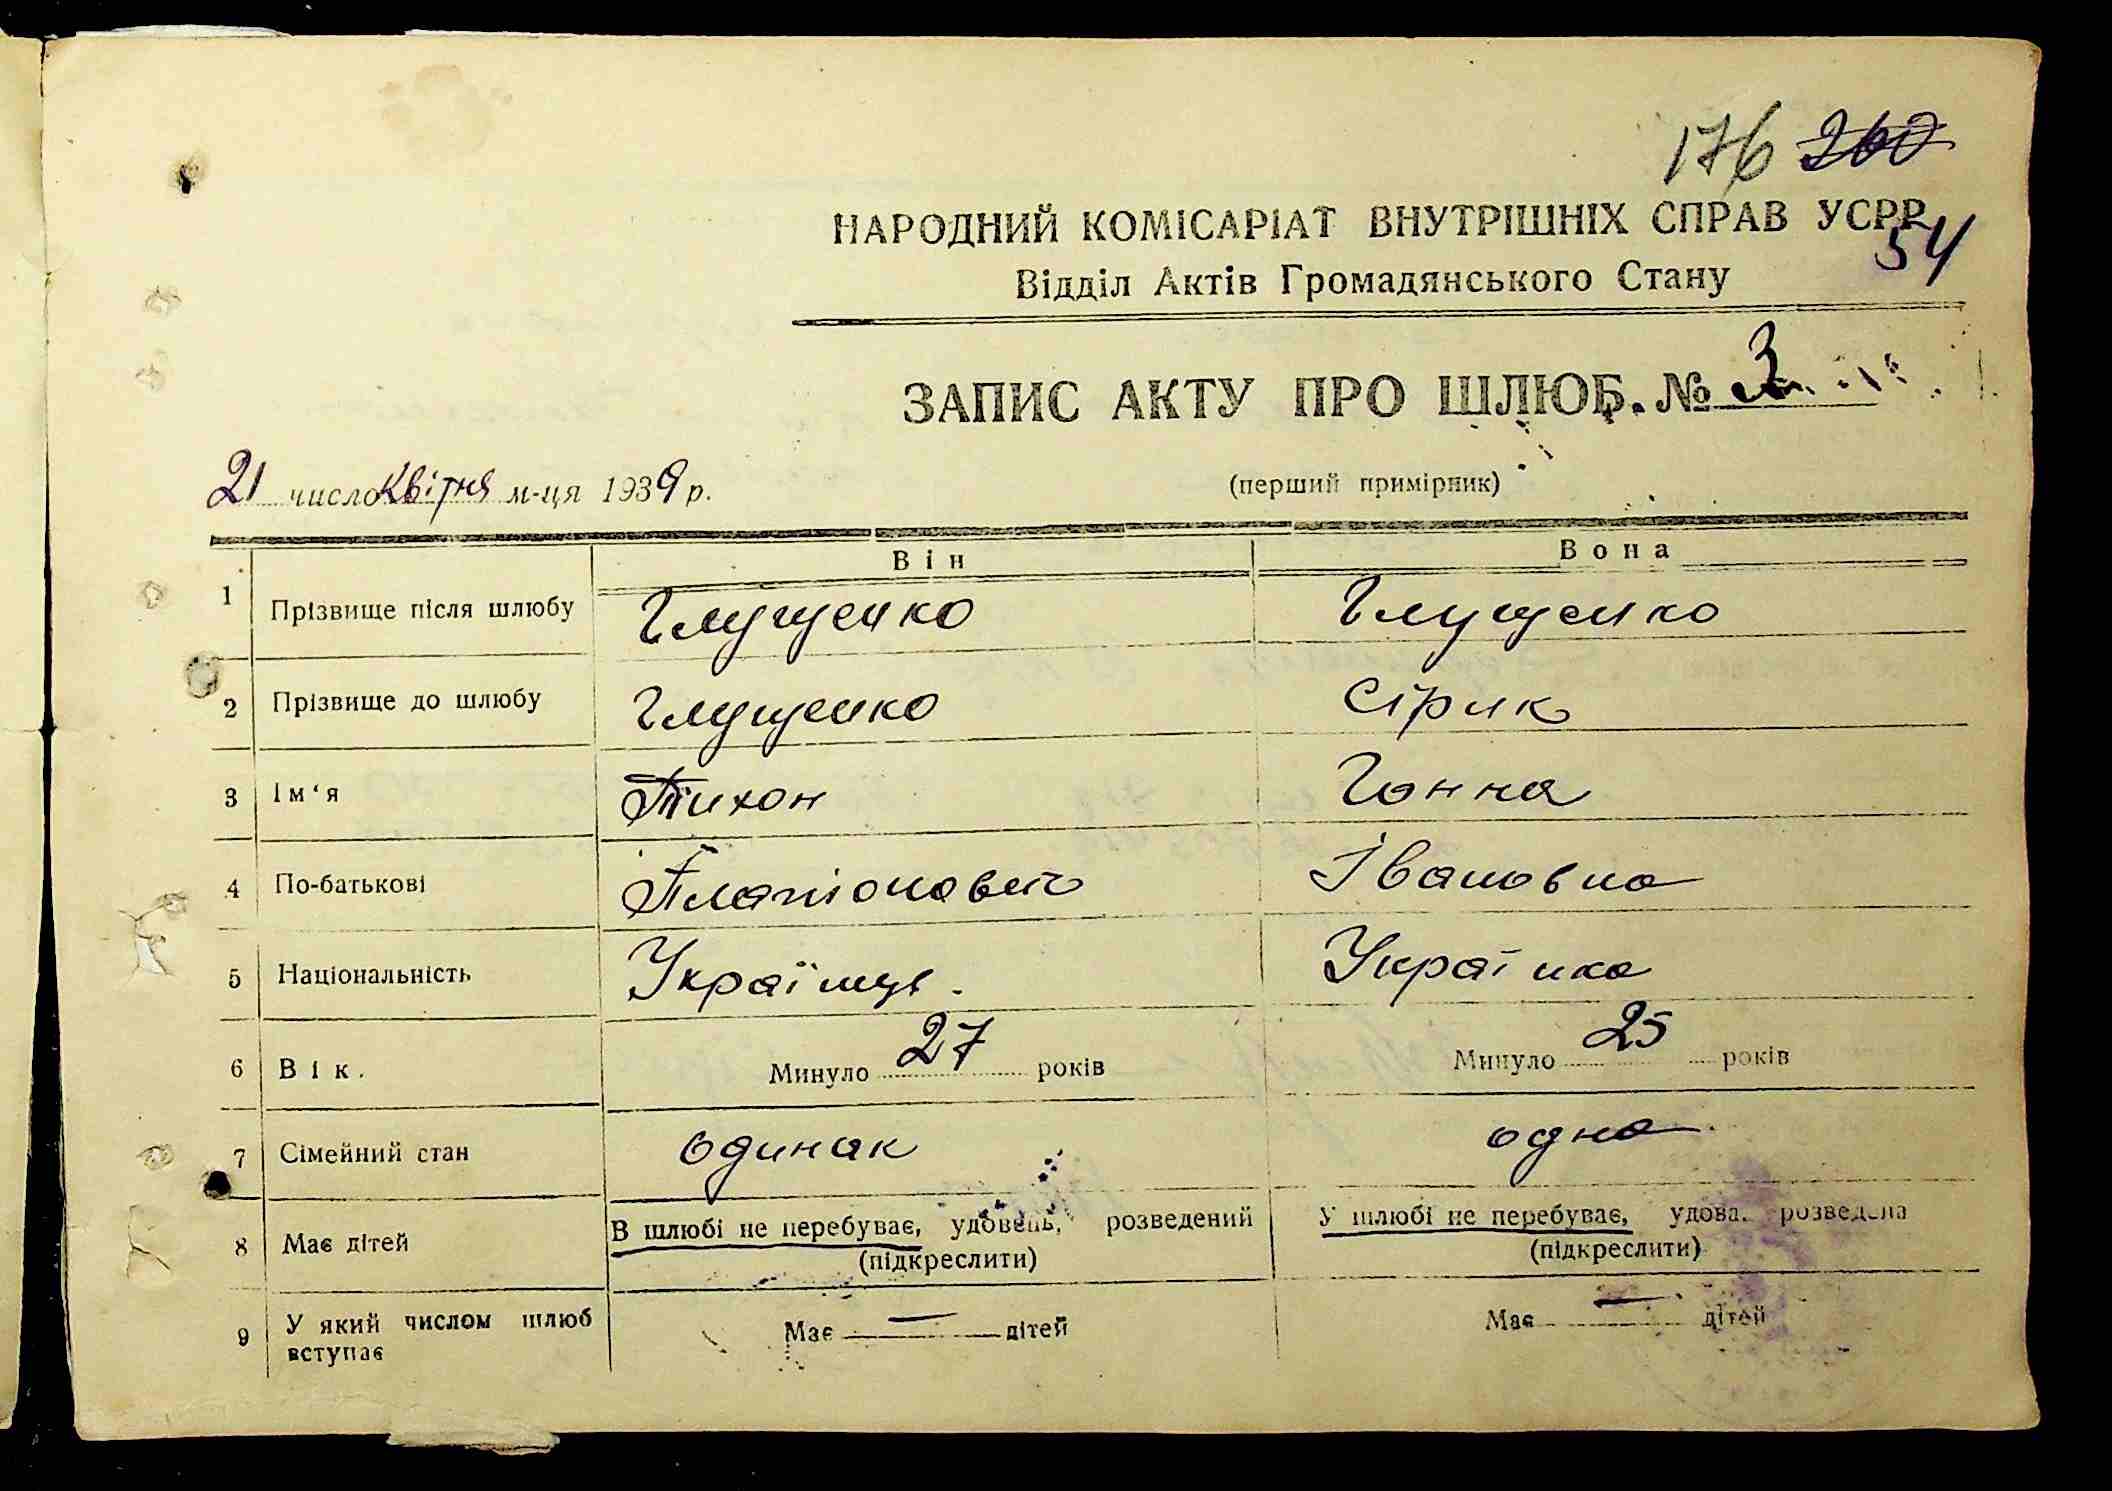 176 260
НАРОДНИЙ КОМІСАРІАТ ВНУТРІШНІХ СПРАВ УСРР
54
Відділ Актів Громадянського Стану
ЗАПИС АКТУ ПРО ШЛЮБ. № 3
21 число квітня м-ця 1939 р.
(перший примірник)
Він Вона
1 Прізвище після шлюбу Глущенко Глущенко
2 Прізвище до шлюбу Глущенко Сірик
3 Ім‘я Тихон Ганна
4 По-батькові Платіонович Івановна
5 Національність Українць. Украінка
6 Вік. Минуло 27 років Минуло 25 років
7 Сімейний стан одинак одна
8 Має дітей В шлюбі не перебуває, удовець, розведений У шлюбі не перебуває, удова. розведена
(підкреслити) (підкреслити)
9 У який числом шлюб вступає Має — дітей Має — дітей